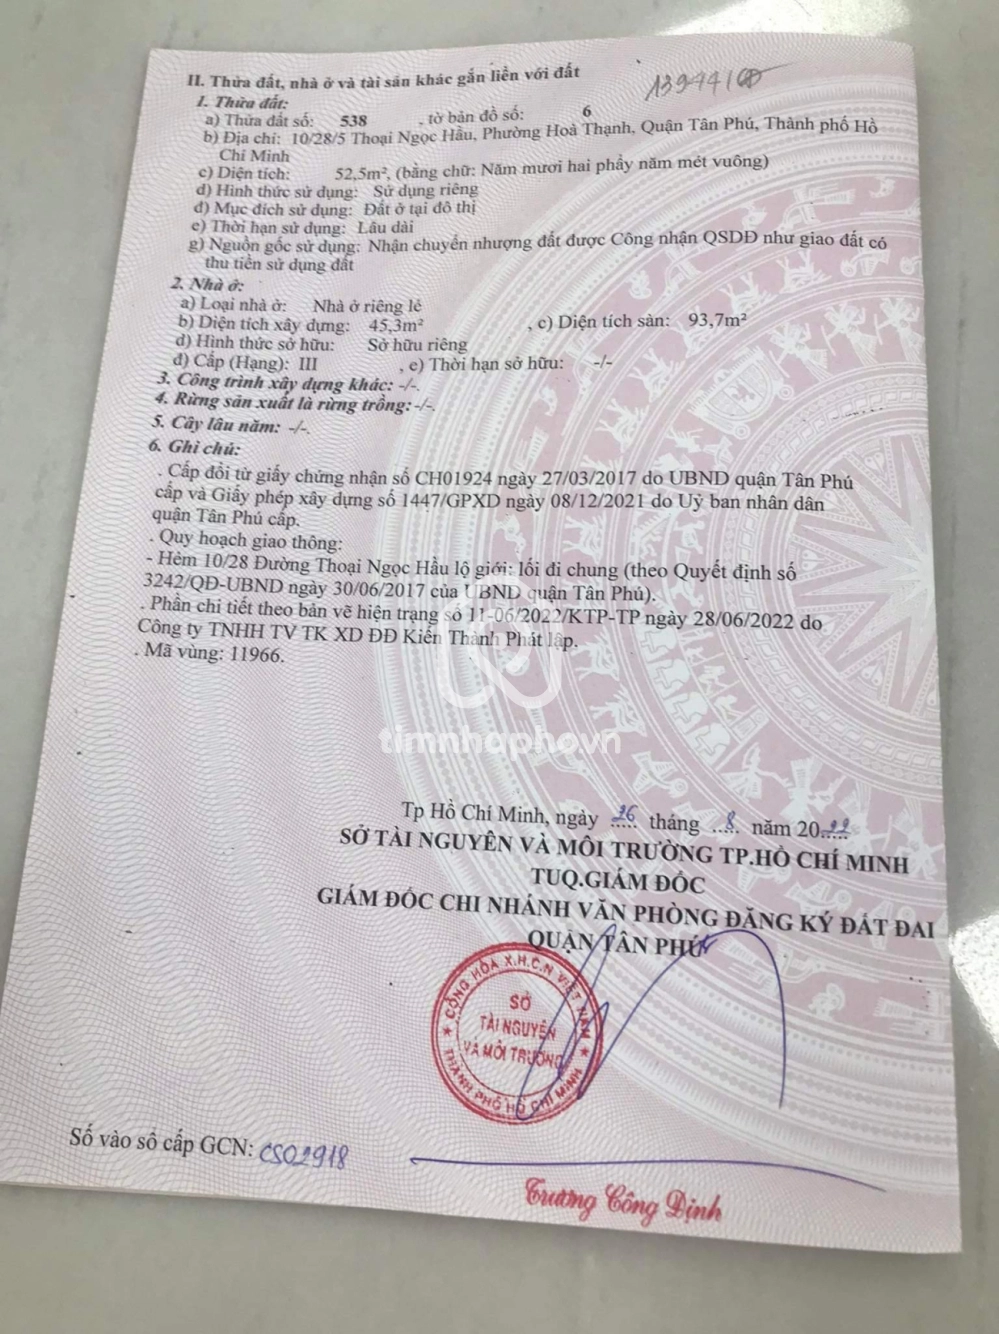 II. Thửa đất, nhà ở và tài sản khác gắn liền với đất
1. Thửa đất:
a) Thửa đất số: 538 , tờ bản đồ số: 6
b) Địa chỉ: 10/28/5 Thoại Ngọc Hầu, Phường Hoà Thạnh, Quận Tân Phú, Thành phố Hồ
Chí Minh
c) Diện tích: 52,5m², (bằng chữ: Năm mươi hai phẩy năm mét vuông)
d) Hình thức sử dụng: Sử dụng riêng
đ) Mục đích sử dụng: Đất ở tại đô thị
e) Thời hạn sử dụng: Lâu dài
g) Nguồn gốc sử dụng: Nhận chuyển nhượng đất được Công nhận QSDĐ như giao đất có
thu tiền sử dụng đất
2. Nhà ở:
a) Loại nhà ở: Nhà ở riêng lẻ
b) Diện tích xây dựng: 45,3m² , c) Diện tích sàn: 93,7m²
d) Hình thức sở hữu: Sở hữu riêng
đ) Cấp (Hạng): III , e) Thời hạn sở hữu: -/-
3. Công trình xây dựng khác: -/-.
4. Rừng sản xuất là rừng trồng: -/-.
5. Cây lâu năm: -/-.
6. Ghi chú:
. Cấp đổi từ giấy chứng nhận số CH01924 ngày 27/03/2017 do UBND quận Tân Phú
cấp và Giấy phép xây dựng số 1447/GPXD ngày 08/12/2021 do Uỷ ban nhân dân
quận Tân Phú cấp.
. Quy hoạch giao thông:
- Hẻm 10/28 Đường Thoại Ngọc Hầu lộ giới: lối đi chung (theo Quyết định số
3242/QĐ-UBND ngày 30/06/2017 của UBND quận Tân Phú).
. Phần chi tiết theo bản vẽ hiện trạng số 11-06/2022/KTP-TP ngày 28/06/2022 do
Công ty TNHH TV TK XD ĐĐ Kiến Thành Phát lập.
. Mã vùng: 11966.
timnhapho.vn
Tp Hồ Chí Minh, ngày 26 tháng 8 năm 2022
SỞ TÀI NGUYÊN VÀ MÔI TRƯỜNG TP.HỒ CHÍ MINH
TUQ.GIÁM ĐỐC
GIÁM ĐỐC CHI NHÁNH VĂN PHÒNG ĐĂNG KÝ ĐẤT ĐAI
QUẬN TÂN PHÚ
CỘNG HÒA X.H.C.N VIỆT NAM
SỞ
TÀI NGUYÊN
VÀ MÔI TRƯỜNG
THÀNH PHỐ HỒ CHÍ MINH
Số vào sổ cấp GCN: CS02918
Trương Công Định